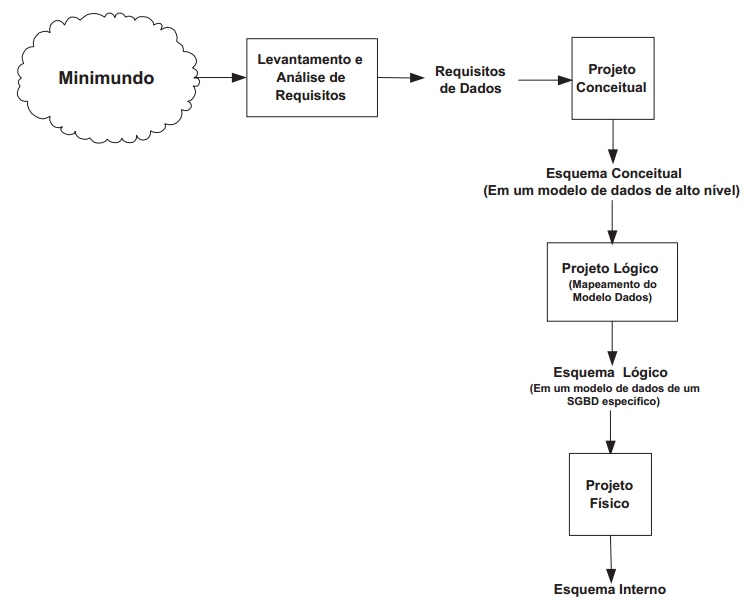 Minimundo
Levantamento e
Análise de
Requisitos
Requisitos
de Dados
Projeto
Conceitual
Esquema Conceitual
(Em um modelo de dados de alto nível)
Projeto Lógico
(Mapeamento do
Modelo Dados)
Esquema Lógico
(Em um modelo de dados de um
SGBD específico)
Projeto
Físico
Esquema Interno